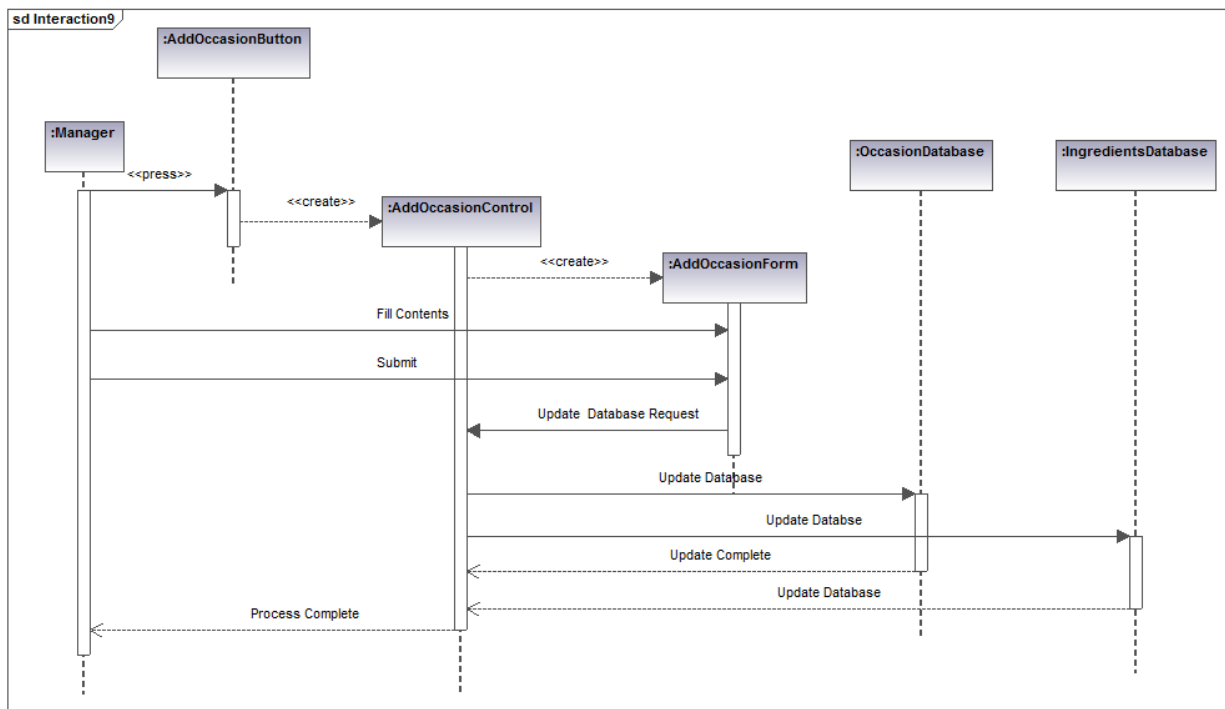 sd Interaction9
:AddOccasionButton
:Manager
:OccasionDatabase
:IngredientsDatabase
<<press>>
<<create>>
:AddOccasionControl
<<create>>
:AddOccasionForm
Fill Contents
Submit
Update Database Request
Update Database
Update Databse
Update Complete
Update Database
Process Complete